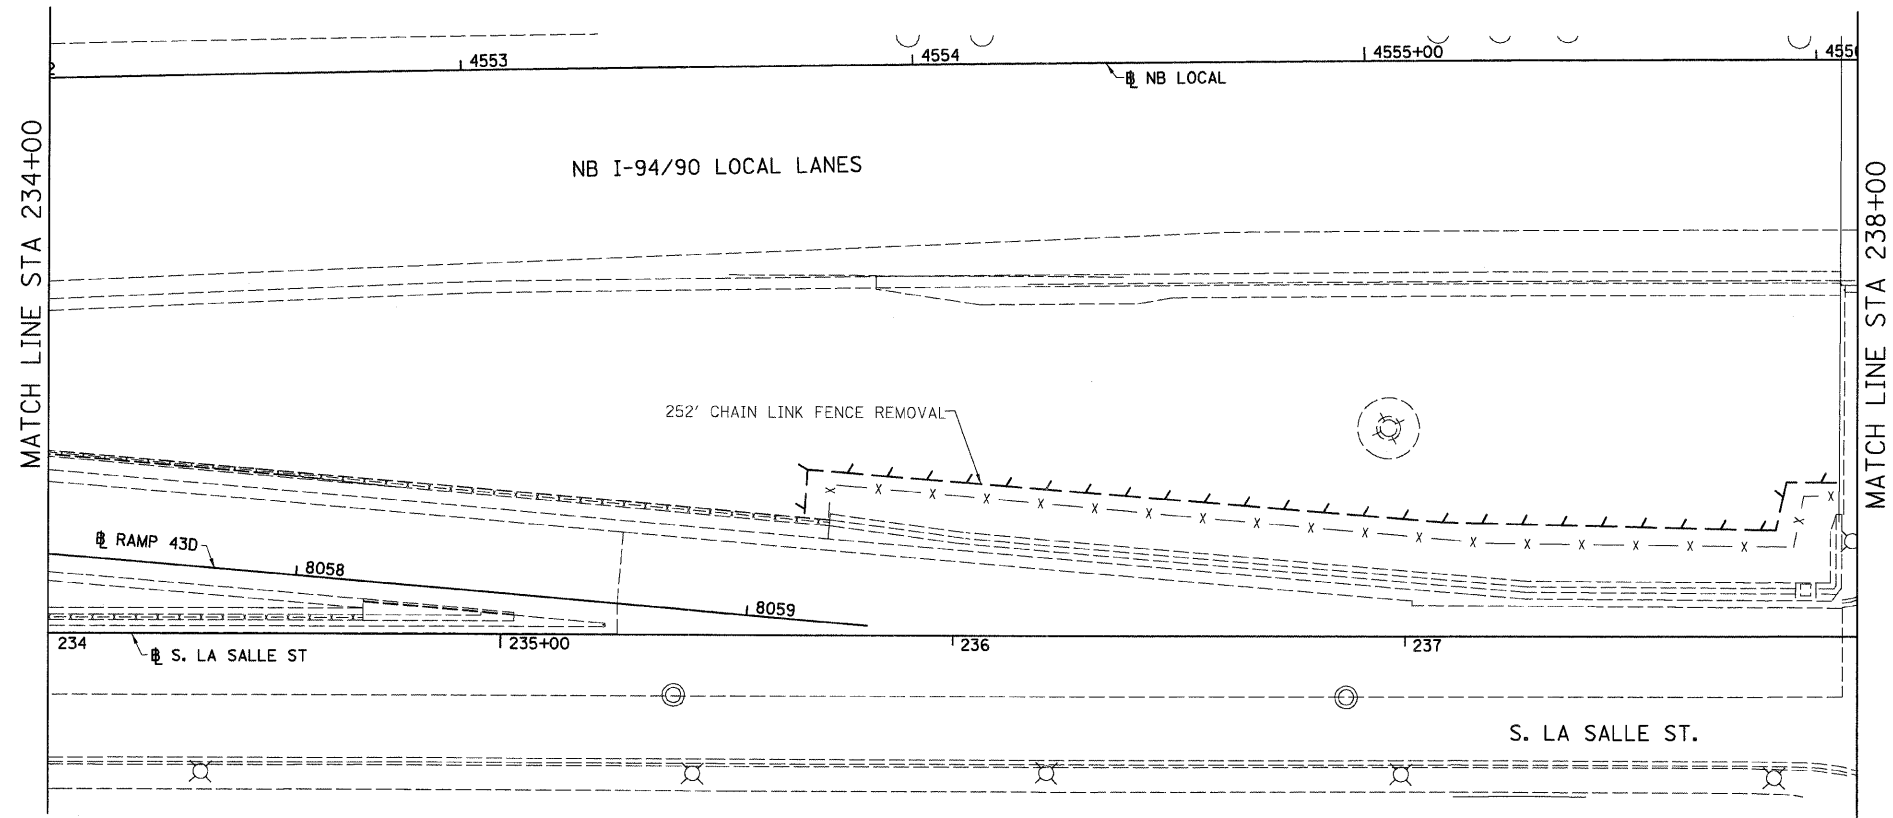 4553
4554
4555+00
℄ NB LOCAL
MATCH LINE STA 234+00
NB I-94/90 LOCAL LANES
MATCH LINE STA 238+00
252' CHAIN LINK FENCE REMOVAL
℄ RAMP 43D
8058
8059
234
235+00
236
237
℄ S. LA SALLE ST
S. LA SALLE ST.